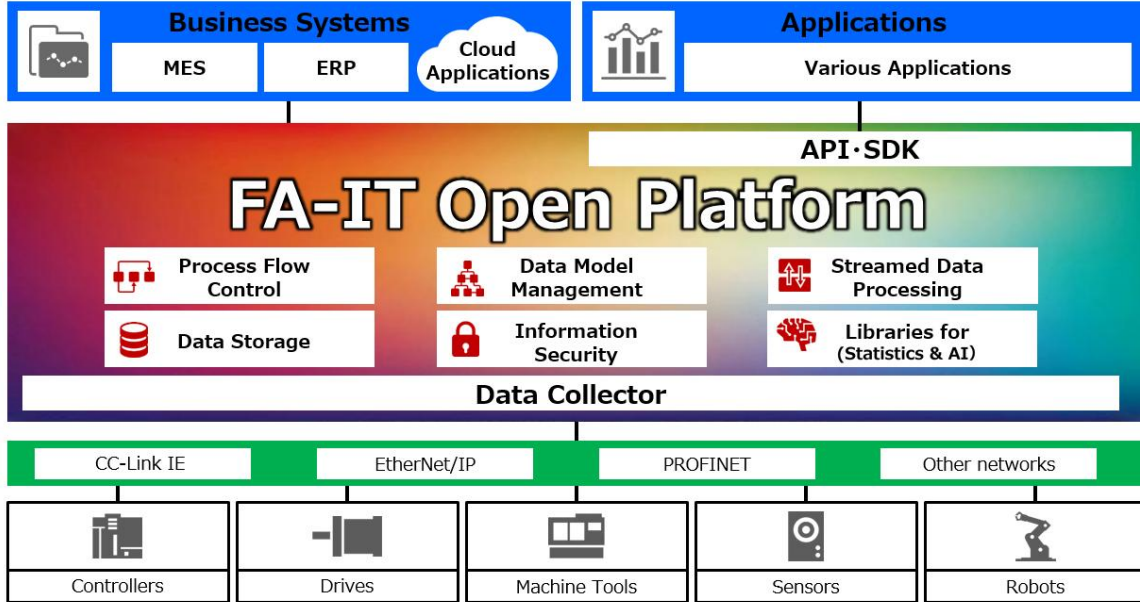 Business Systems
MES
ERP
Cloud
Applications
Applications
Various Applications
API･SDK
FA-IT Open Platform
Process Flow
Control
Data Model
Management
Streamed Data
Processing
Data Storage
Information
Security
Libraries for
(Statistics & AI)
Data Collector
CC-Link IE
EtherNet/IP
PROFINET
Other networks
Controllers
Drives
Machine Tools
Sensors
Robots